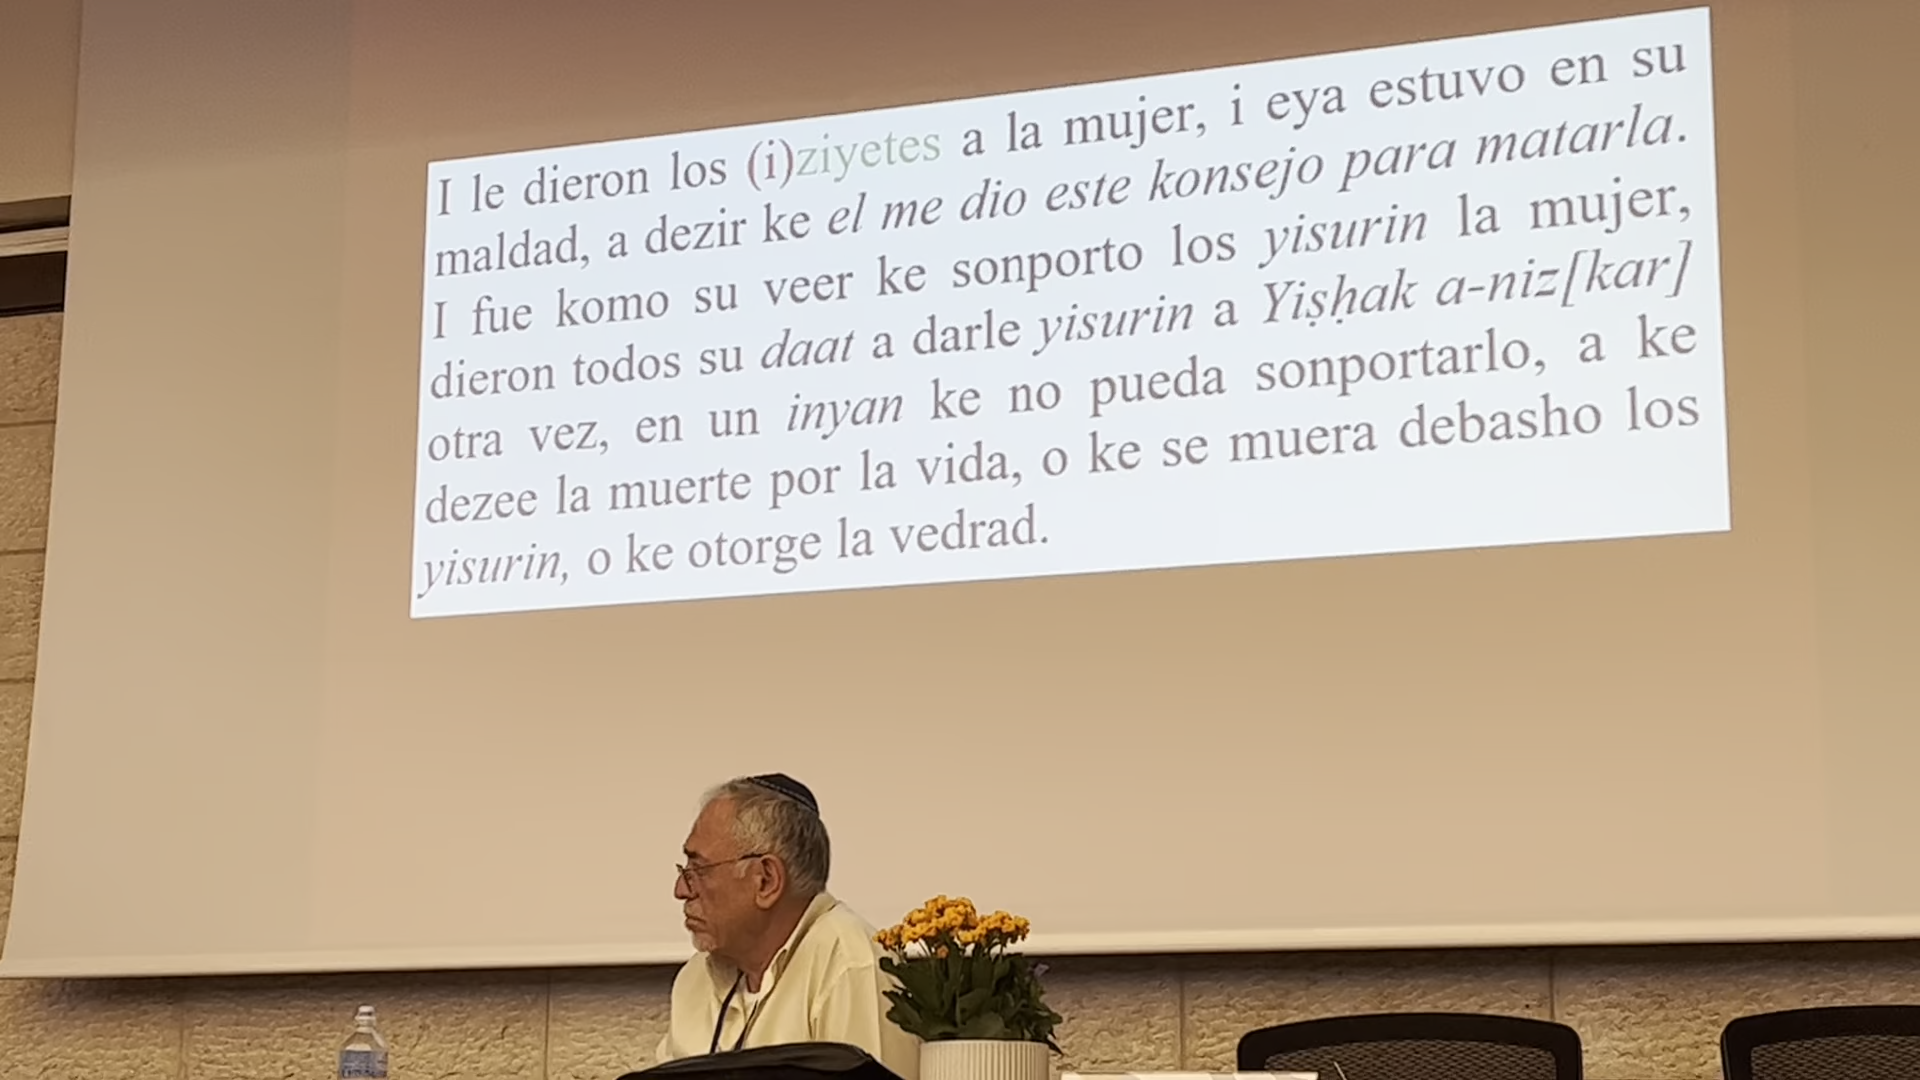 I le dieron los (i)ziyetes a la mujer, i eya estuvo en su
maldad, a dezir ke el me dio este konsejo para matarla.
I fue komo su veer ke sonporto los yisurin la mujer,
dieron todos su daat a darle yisurin a Yiṣḥak a-niz[kar]
otra vez, en un inyan ke no pueda sonportarlo, a ke
dezee la muerte por la vida, o ke se muera debasho los
yisurin, o ke otorge la vedrad.